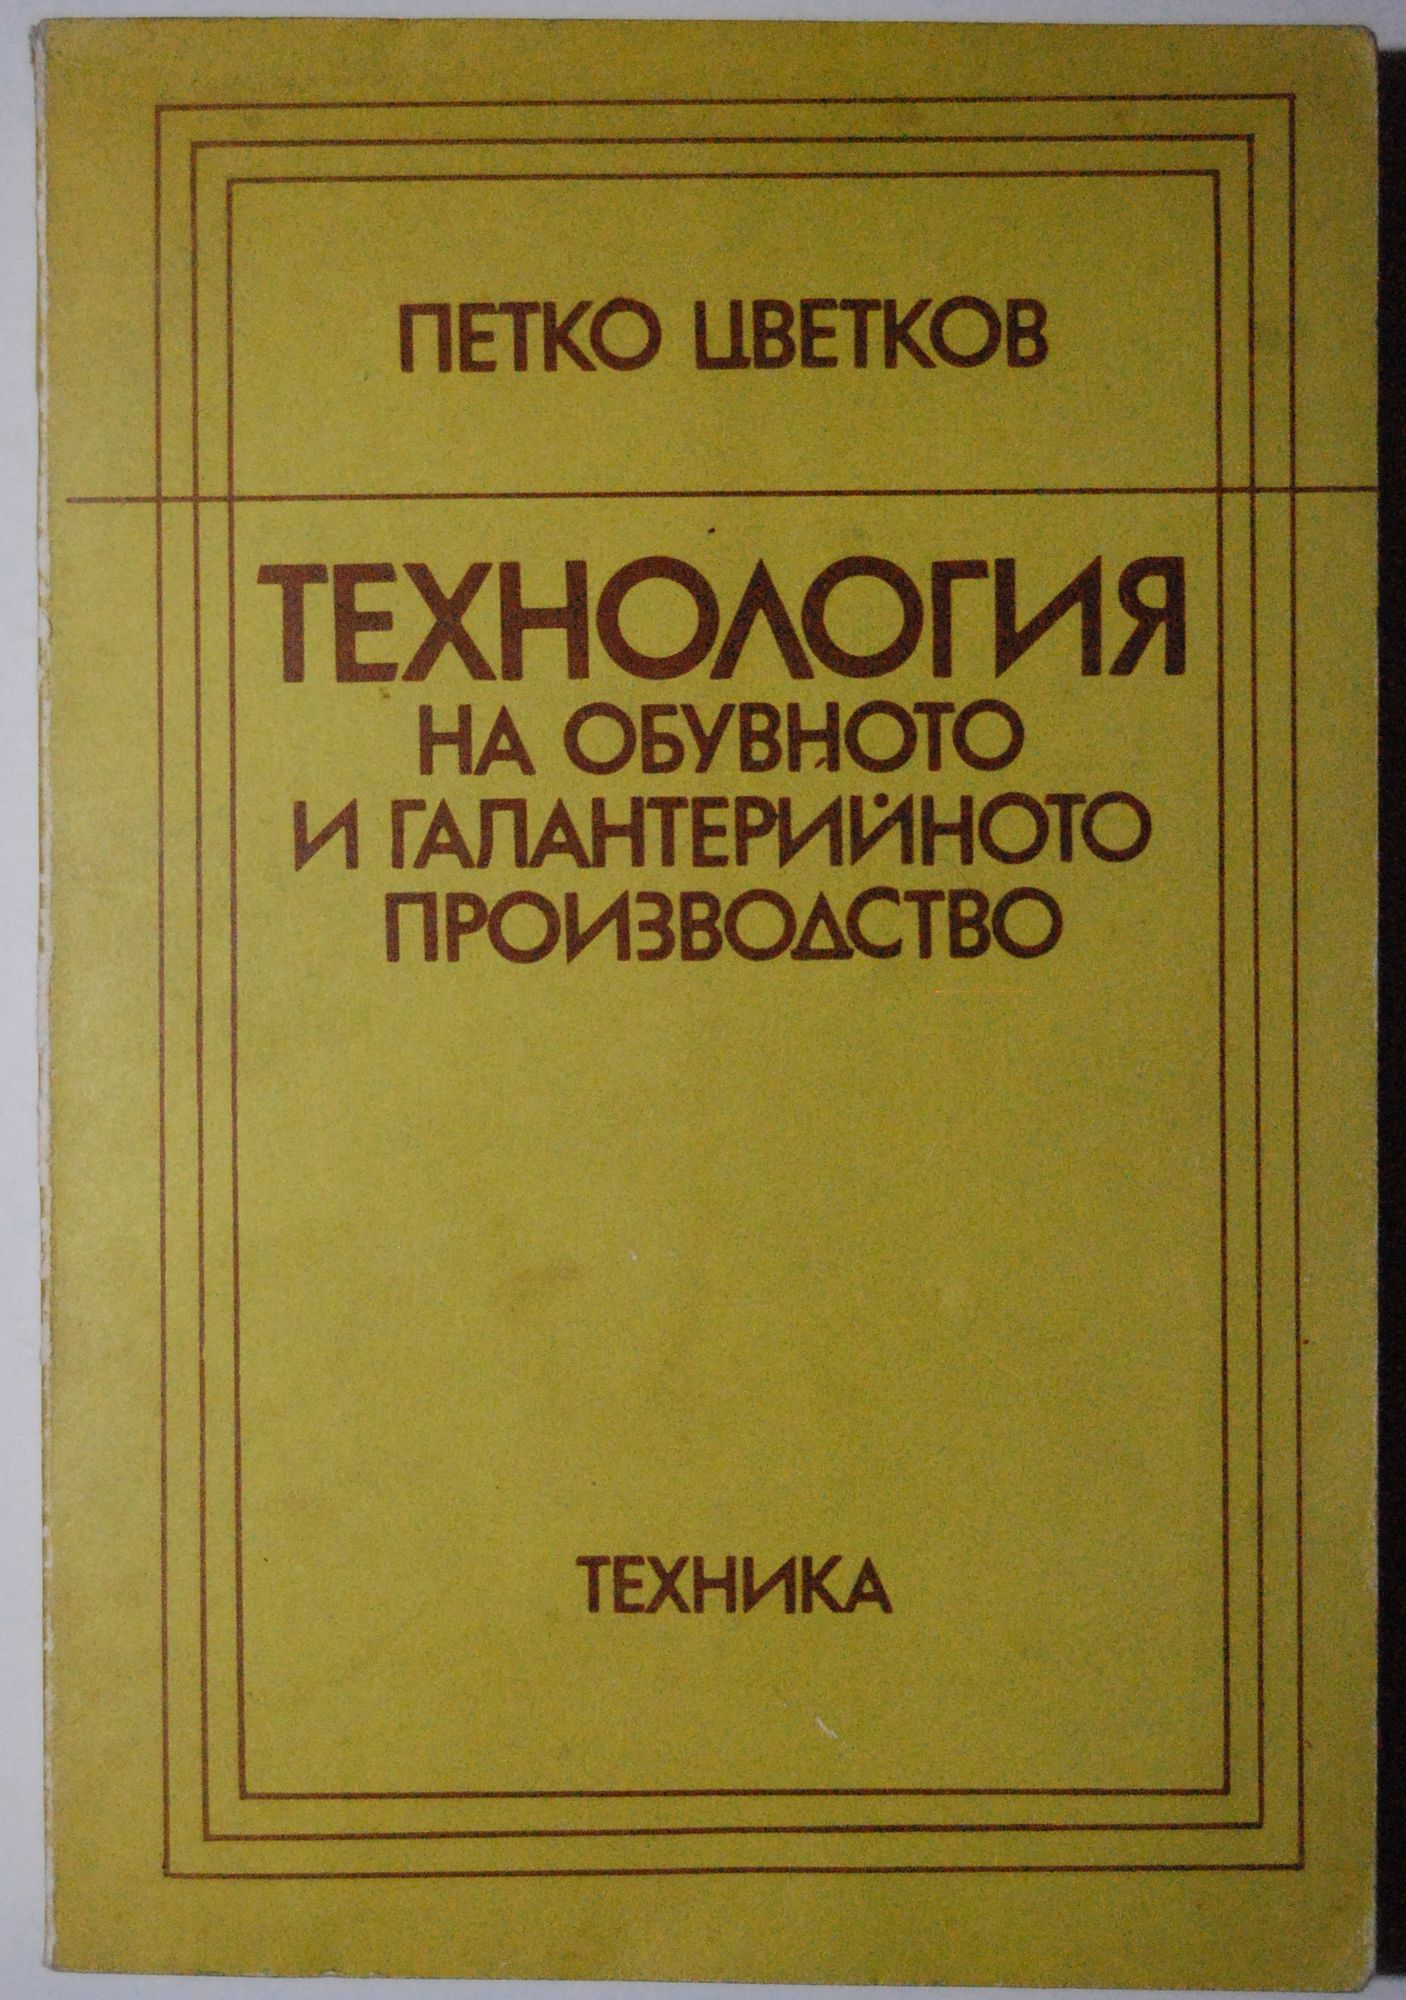 ПЕТКО ЦВЕТКОВ
ТЕХНОЛОГИЯ
НА ОБУВНОТО
И ГАЛАНТЕРИЙНОТО
ПРОИЗВОДСТВО
ТЕХНИКА